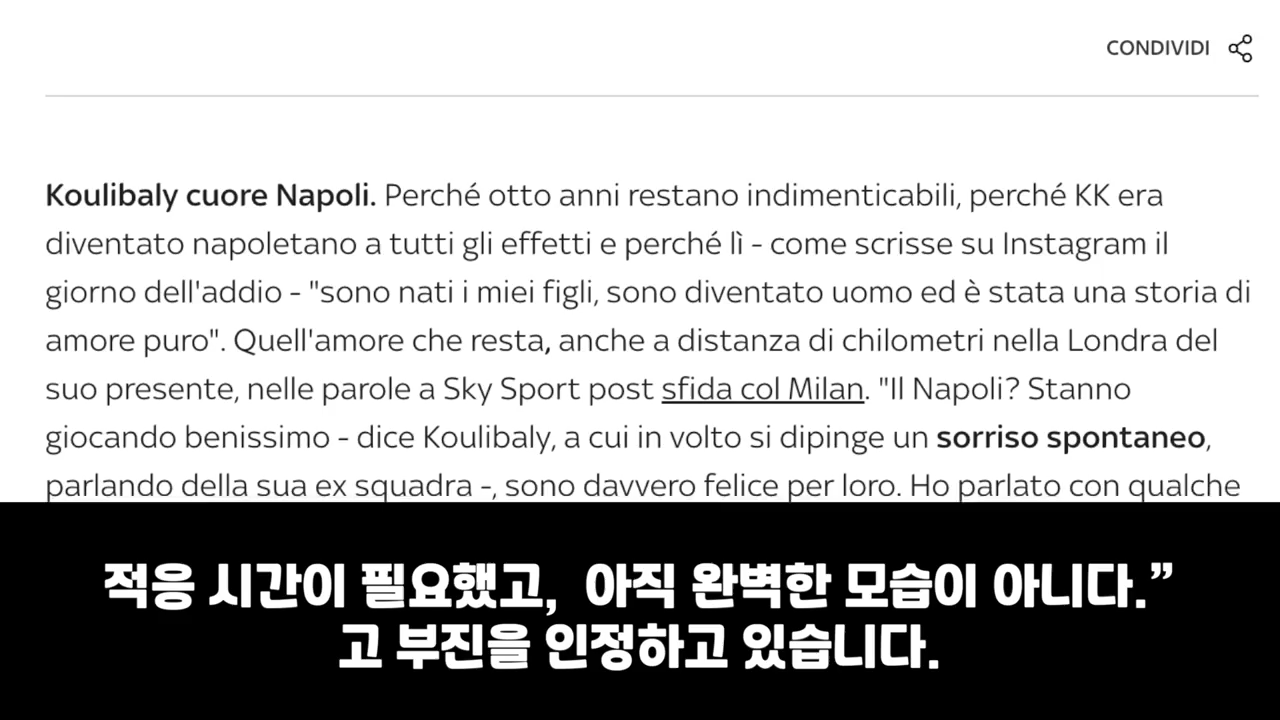 CONDIVIDI
Koulibaly cuore Napoli. Perché otto anni restano indimenticabili, perché KK era
diventato napoletano a tutti gli effetti e perché lì - come scrisse su Instagram il
giorno dell'addio - "sono nati i miei figli, sono diventato uomo ed è stata una storia di
amore puro". Quell'amore che resta, anche a distanza di chilometri nella Londra del
suo presente, nelle parole a Sky Sport post sfida col Milan. "Il Napoli? Stanno
giocando benissimo - dice Koulibaly, a cui in volto si dipinge un sorriso spontaneo,
parlando della sua ex squadra -, sono davvero felice per loro. Ho parlato con qualche
적응 시간이 필요했고, 아직 완벽한 모습이 아니다.”
고 부진을 인정하고 있습니다.